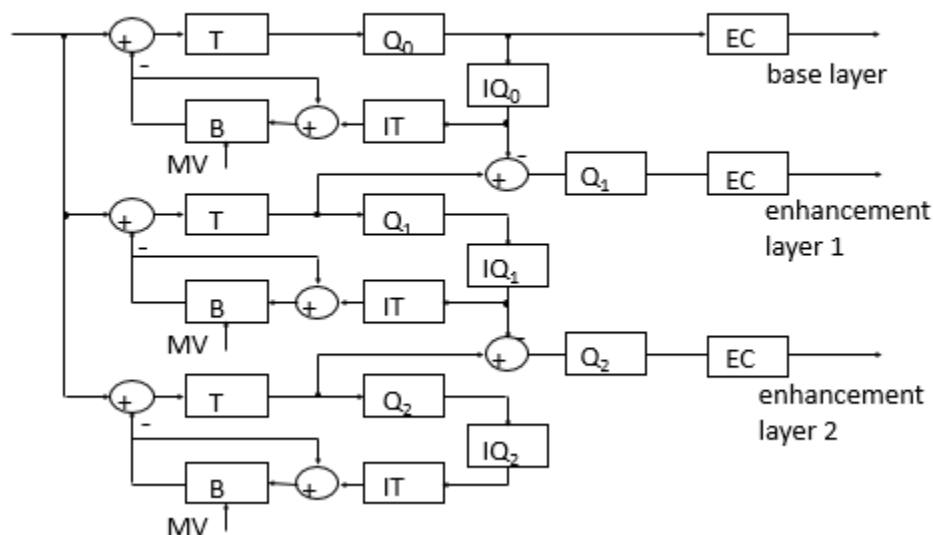 + T Q₀ EC
- base layer
IQ₀
B + IT
MV -
+ Q₁ EC
+ T Q₁ enhancement
- layer 1
IQ₁
B + IT
MV -
+ Q₂ EC
+ T Q₂ enhancement
- layer 2
IQ₂
B + IT
MV